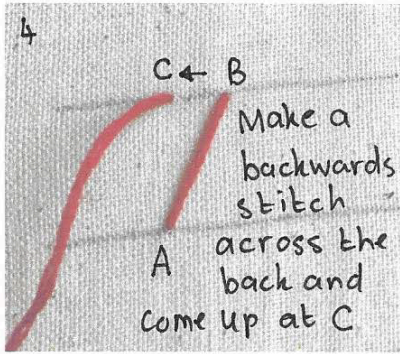 4
C ← B
Make a
backwards
stitch
A across the
back and
come up at C